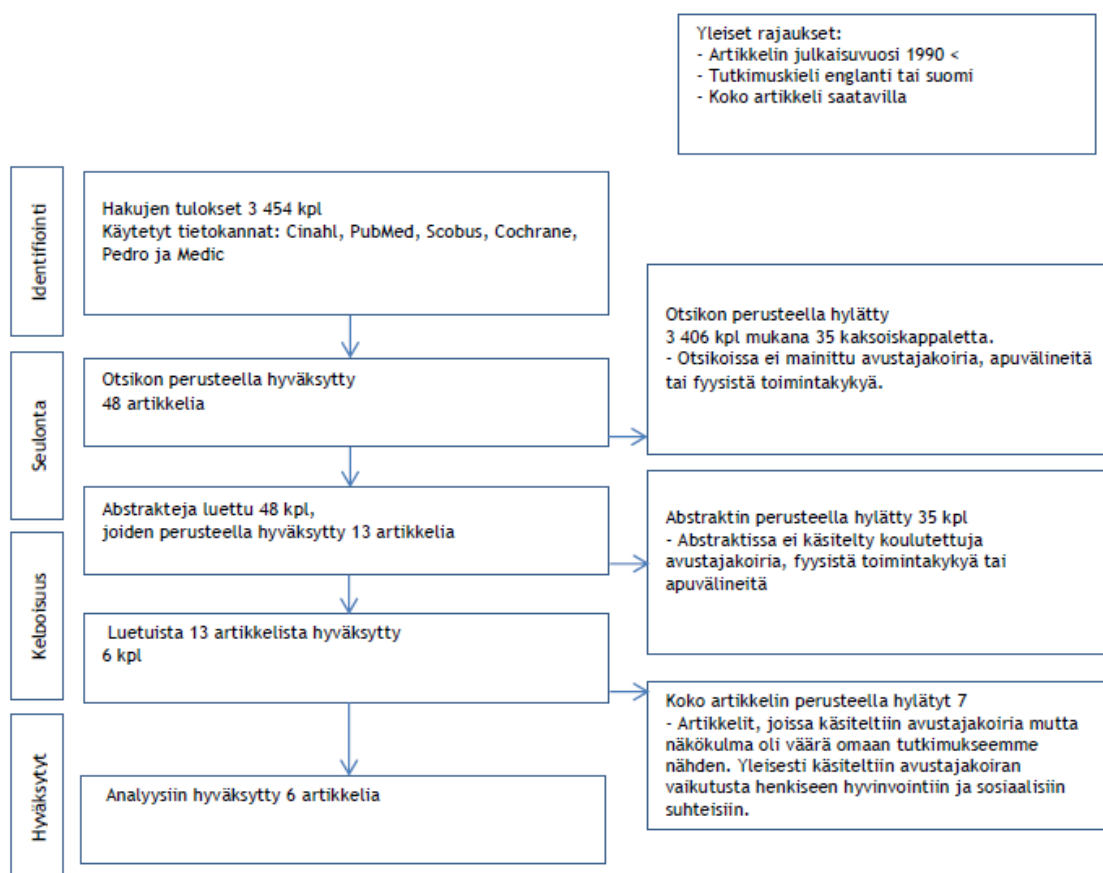 Yleiset rajaukset:
- Artikkelin julkaisuvuosi 1990 <
- Tutkimuskieli englanti tai suomi
- Koko artikkeli saatavilla
Identifiointi
Hakujen tulokset 3 454 kpl
Käytetyt tietokannat: Cinahl, PubMed, Scobus, Cochrane,
Pedro ja Medic
Otsikon perusteella hylätty
3 406 kpl mukana 35 kaksoiskappaletta.
- Otsikoissa ei mainittu avustajakoiria, apuvälineitä
tai fyysistä toimintakykyä.
Seulonta
Otsikon perusteella hyväksytty
48 artikkelia
Abstrakteja luettu 48 kpl,
joiden perusteella hyväksytty 13 artikkelia
Abstraktin perusteella hylätty 35 kpl
- Abstraktissa ei käsitelty koulutettuja
avustajakoiria, fyysistä toimintakykyä tai
apuvälineitä
Kelpoisuus
Luetuista 13 artikkelista hyväksytty
6 kpl
Koko artikkelin perusteella hylätyt 7
- Artikkelit, joissa käsiteltiin avustajakoiria mutta
näkökulma oli väärä omaan tutkimukseemme
nähden. Yleisesti käsiteltiin avustajakoiran
vaikutusta henkiseen hyvinvointiin ja sosiaalisiin
suhteisiin.
Hyväksytyt
Analyysiin hyväksytty 6 artikkelia